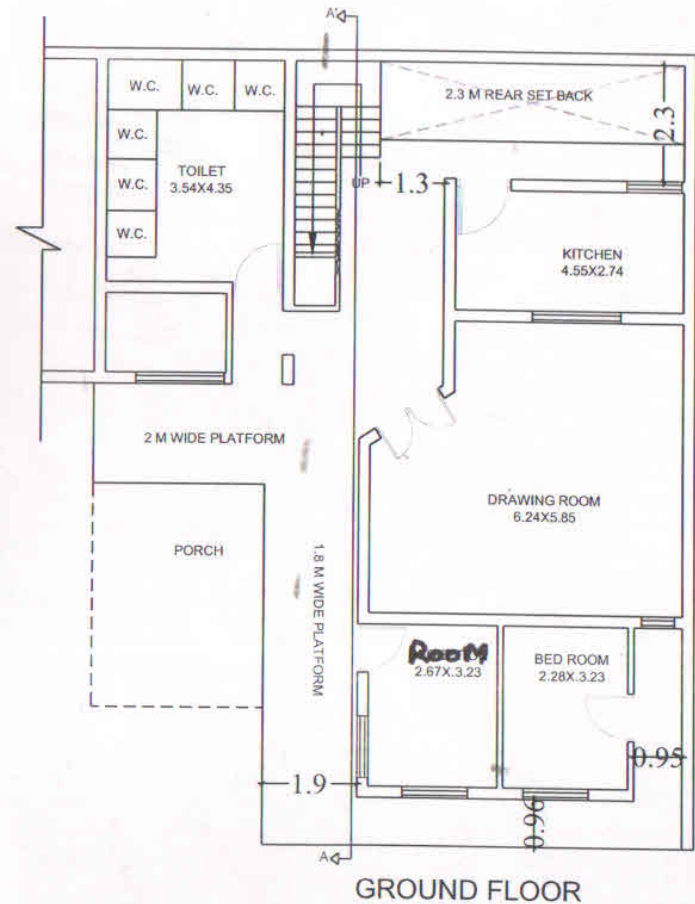 A'
W.C.
W.C.
W.C.
2.3 M REAR SET BACK
2.3
W.C.
TOILET
3.54X4.35
W.C.
UP
1.3
W.C.
KITCHEN
4.55X2.74
2 M WIDE PLATFORM
DRAWING ROOM
6.24X5.85
PORCH
1.8 M WIDE PLATFORM
RooM
2.67X.3.23
BED ROOM
2.28X.3.23
0.95
1.9
0.96
A
GROUND FLOOR